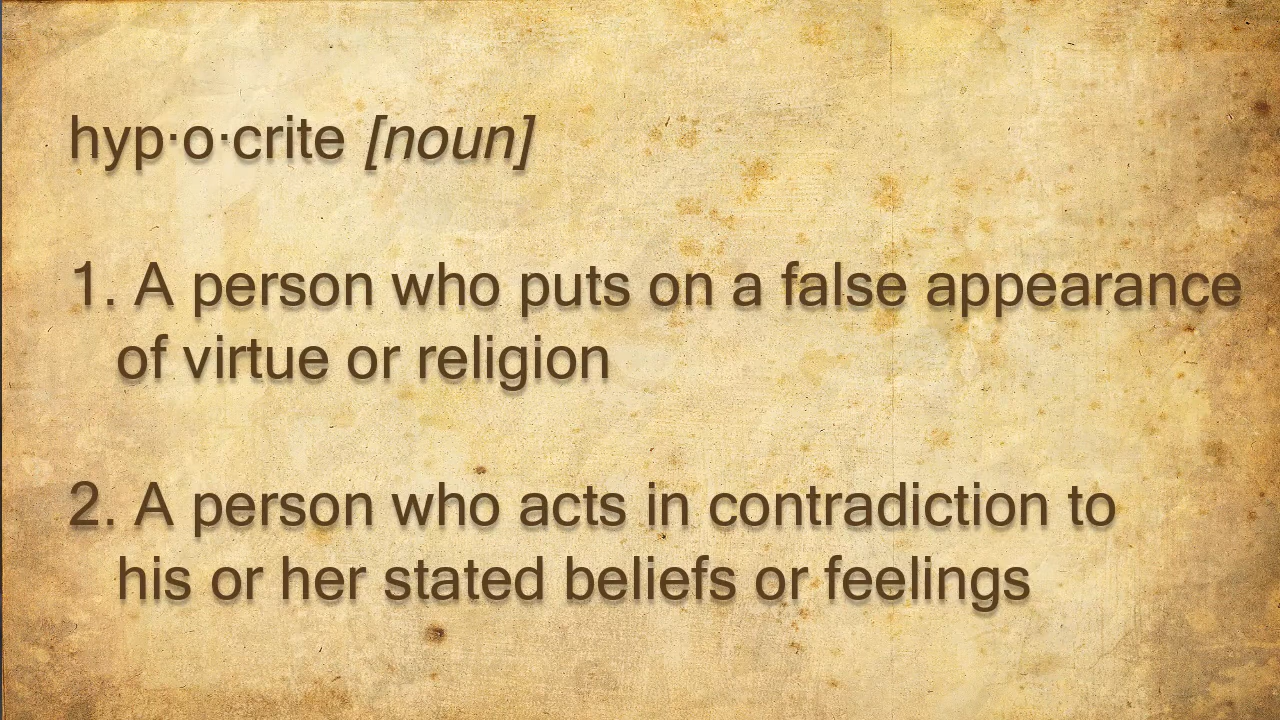 hyp·o·crite [noun]
1. A person who puts on a false appearance
of virtue or religion
2. A person who acts in contradiction to
his or her stated beliefs or feelings